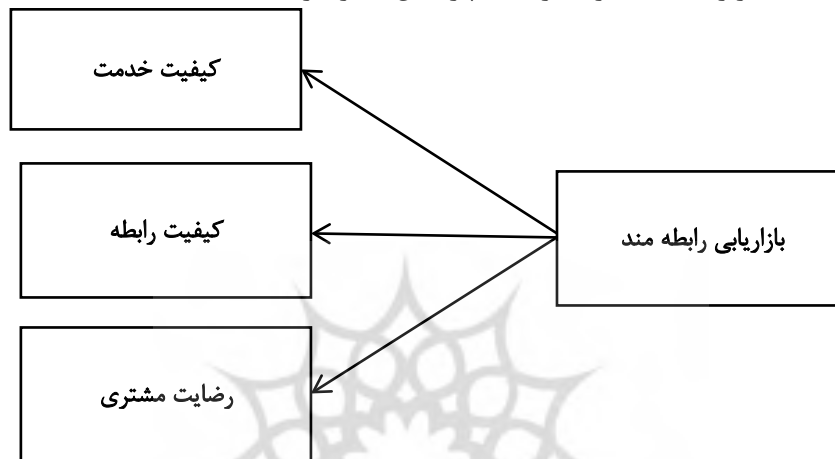 کیفیت خدمت
کیفیت رابطه
بازاریابی رابطه مند
رضایت مشتری